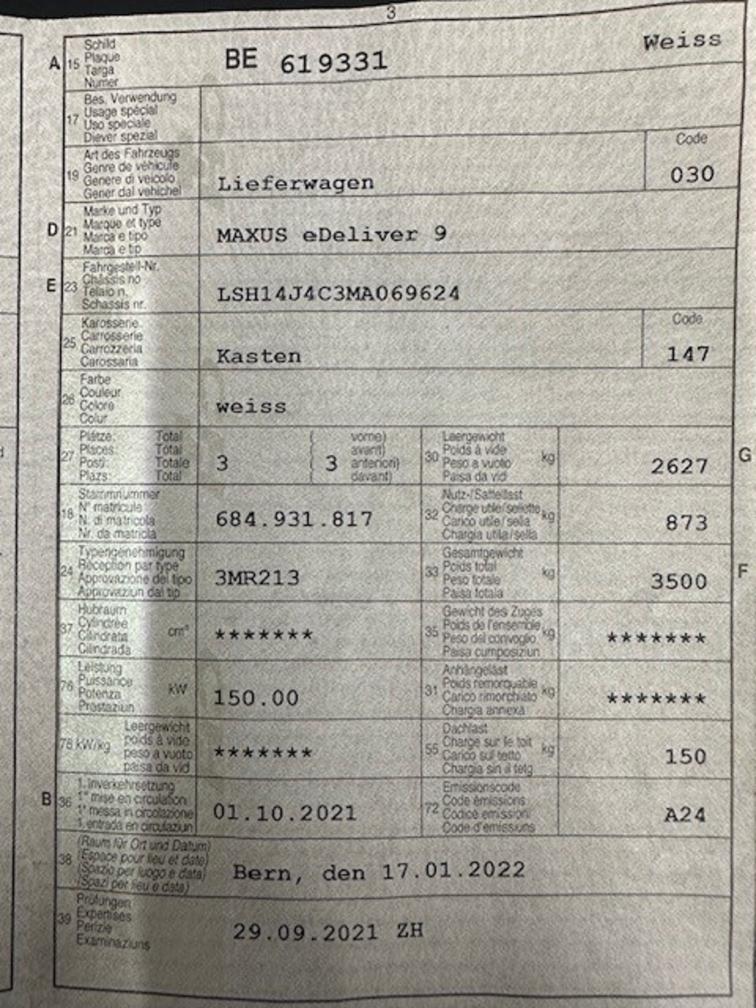 3
A 15 Schild
Plaque
Targa
Numer
BE 619331 Weiss
17 Bes. Verwendung
Usage spécial
Uso speciale
Diever spezial
19 Art des Fahrzeugs
Genre de véhicule
Genere di veicolo
Gener dal vehichel
Lieferwagen
Code
030
D 21 Marke und Typ
Marque et type
Marca e tipo
Marca e tip
MAXUS eDeliver 9
E 23 Fahrgestell-Nr.
Châssis no
Telaio n.
Schassis nr.
LSH14J4C3MA069624
25 Karosserie
Carrosserie
Carrozzeria
Carossaria
Kasten
Code
147
26 Farbe
Couleur
Colore
Colur
weiss
27 Plätze: Total
Places: Total
Posti: Totale
Plazs: Total
3
( 3 vorne)
( avant)
( anteriori)
( davant)
30 Leergewicht
Poids à vide
Peso a vuoto
Paisa da vid
kg
2627
G
18 Stammnummer
N° matricule
N. di matricola
Nr. da matricla
684.931.817
32 Nutz-/Sattellast
Charge utile/sellette
Carico utile/sella
Chargia utila/sella
kg
873
24 Typengenehmigung
Réception par type
Approvazione del tipo
Approvaziun dal tip
3MR213
33 Gesamtgewicht
Poids total
Peso totale
Paisa totala
kg
3500
F
37 Hubraum
Cylindrée
Cilindrata
Cilindrada
cm³
*******
35 Gewicht des Zuges
Poids de l'ensemble
Peso del convoglio
Paisa cumposiziun
kg
*******
76 Leistung
Puissance
Potenza
Prestaziun
kW
150.00
31 Anhängelast
Poids remorquable
Carico rimorchiato
Chargia annexa
kg
*******
78 kW/kg
Leergewicht
poids à vide
peso a vuoto
paisa da vid
*******
55 Dachlast
Charge sur le toit
Carico sul tetto
Chargia sin il tetg
kg
150
B 36 1. Inverkehrsetzung
1re mise en circulation
1a messa in circolazione
1. entrada en circulaziun
01.10.2021
72 Emissionscode
Code émissions
Codice emissioni
Code d'emissiuns
A24
38 (Raum für Ort und Datum)
(Espace pour lieu et date)
(Spazio per luogo e data)
(Spazi per lieu e data)
Bern, den 17.01.2022
39 Prüfungen
Expertises
Perizie
Examinaziuns
29.09.2021 ZH